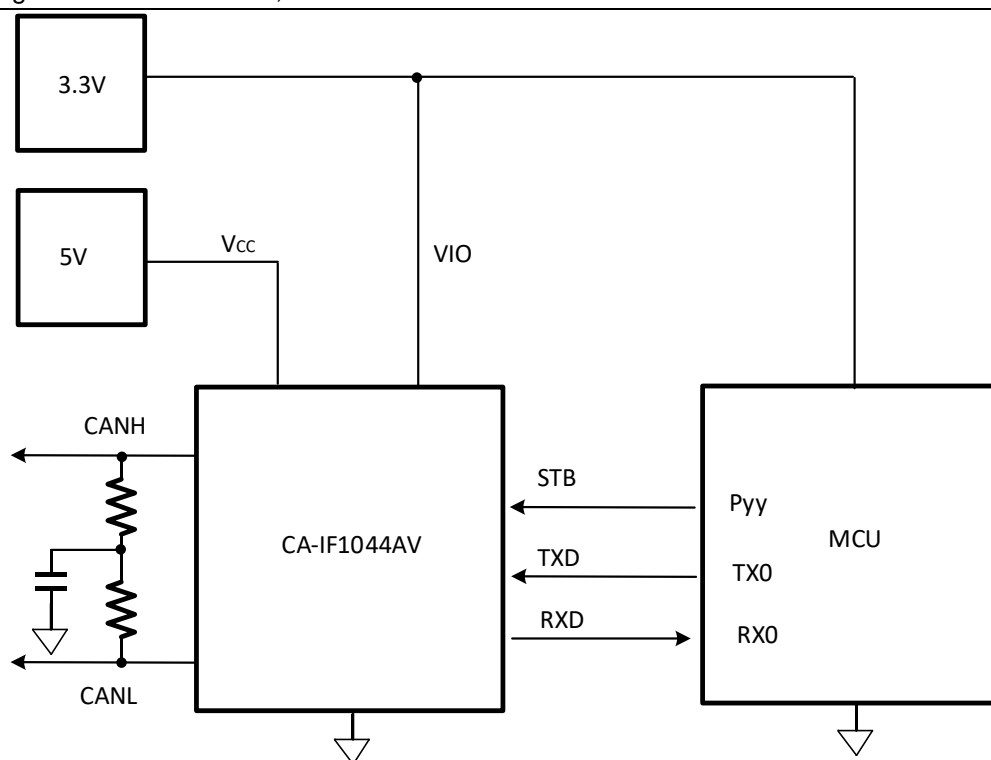 3.3V
5V
Vcc
VIO
CANH
CA-IF1044AV
CANL
STB
TXD
RXD
Pyy
TX0
RX0
MCU